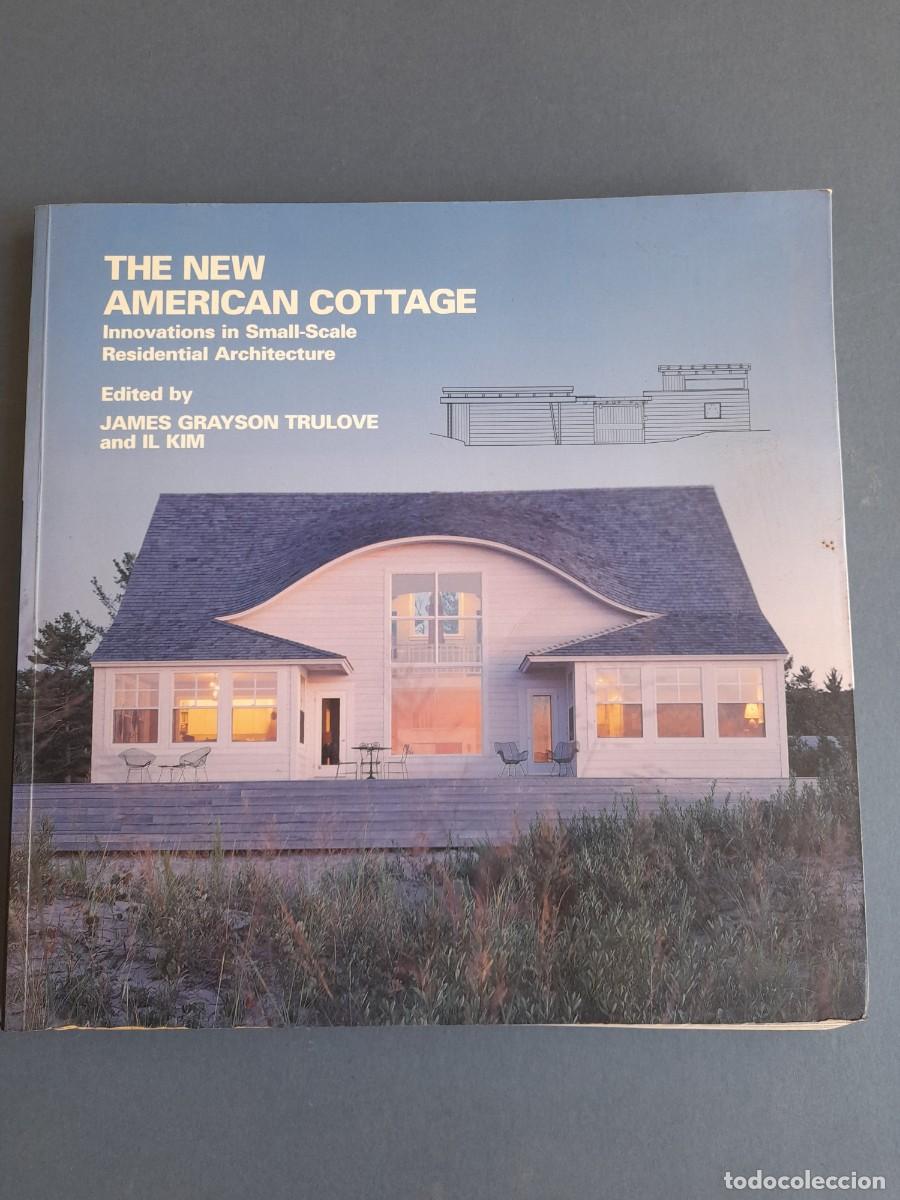 THE NEW
AMERICAN COTTAGE
Innovations in Small-Scale
Residential Architecture
Edited by
JAMES GRAYSON TRULOVE
and IL KIM
todocoleccion